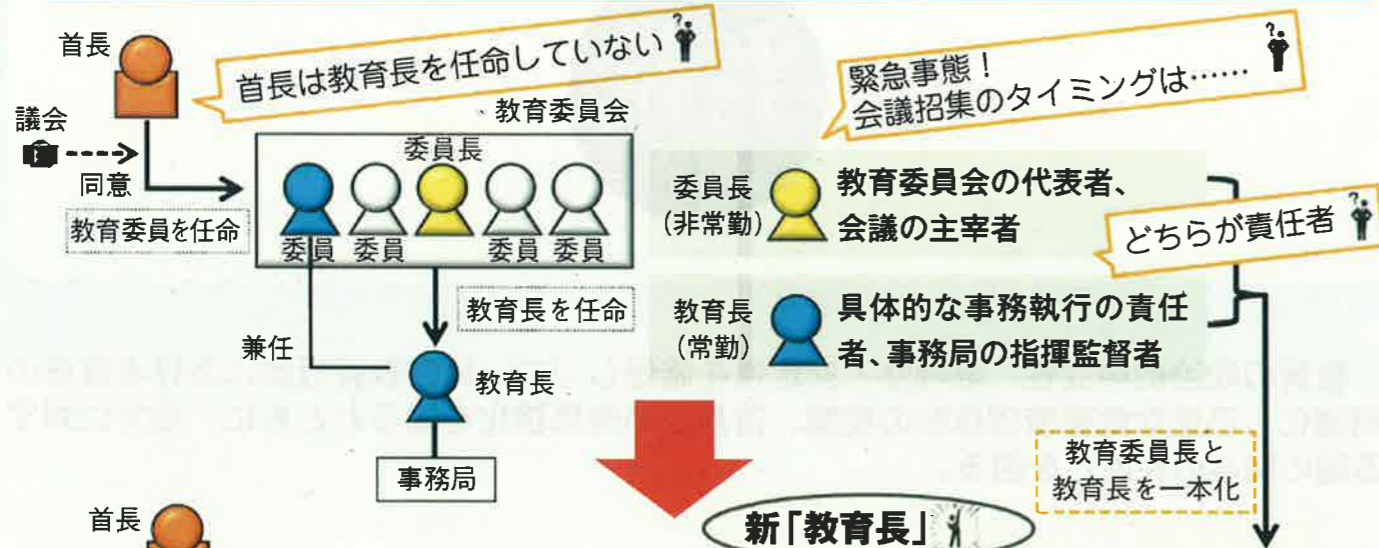 首長
首長は教育長を任命していない
?
議会
同意
教育委員を任命
教育委員会
委員長
委員 委員 委員 委員
教育長を任命
兼任
教育長
事務局
緊急事態!
会議招集のタイミングは……
?
委員長
(非常勤)
教育委員会の代表者、
会議の主宰者
どちらが責任者
?
教育長
(常勤)
具体的な事務執行の責任
者、事務局の指揮監督者
教育委員長と
教育長を一本化
首長
新「教育長」